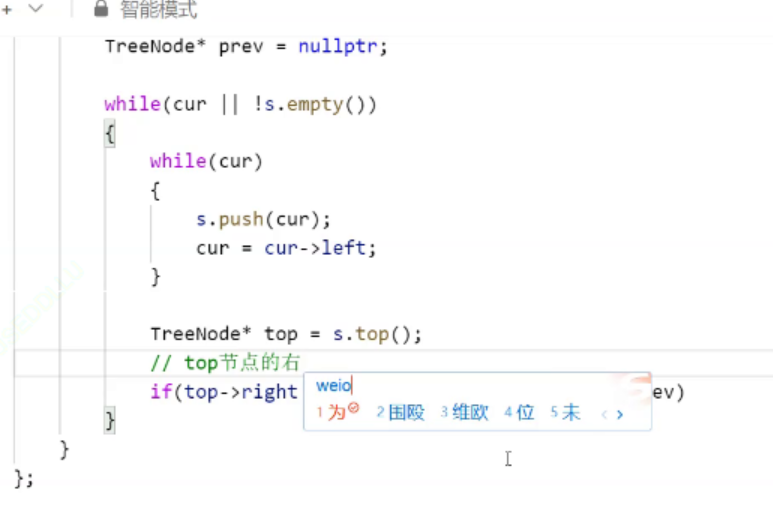 + 智能模式
TreeNode* prev = nullptr;
while(cur || !s.empty())
{
while(cur)
{
s.push(cur);
cur = cur->left;
}
TreeNode* top = s.top();
// top节点的右
weio
if(top->right
ev)
1 为 2 围殴 3 维欧 4 位 5 未 < >
}
}
};